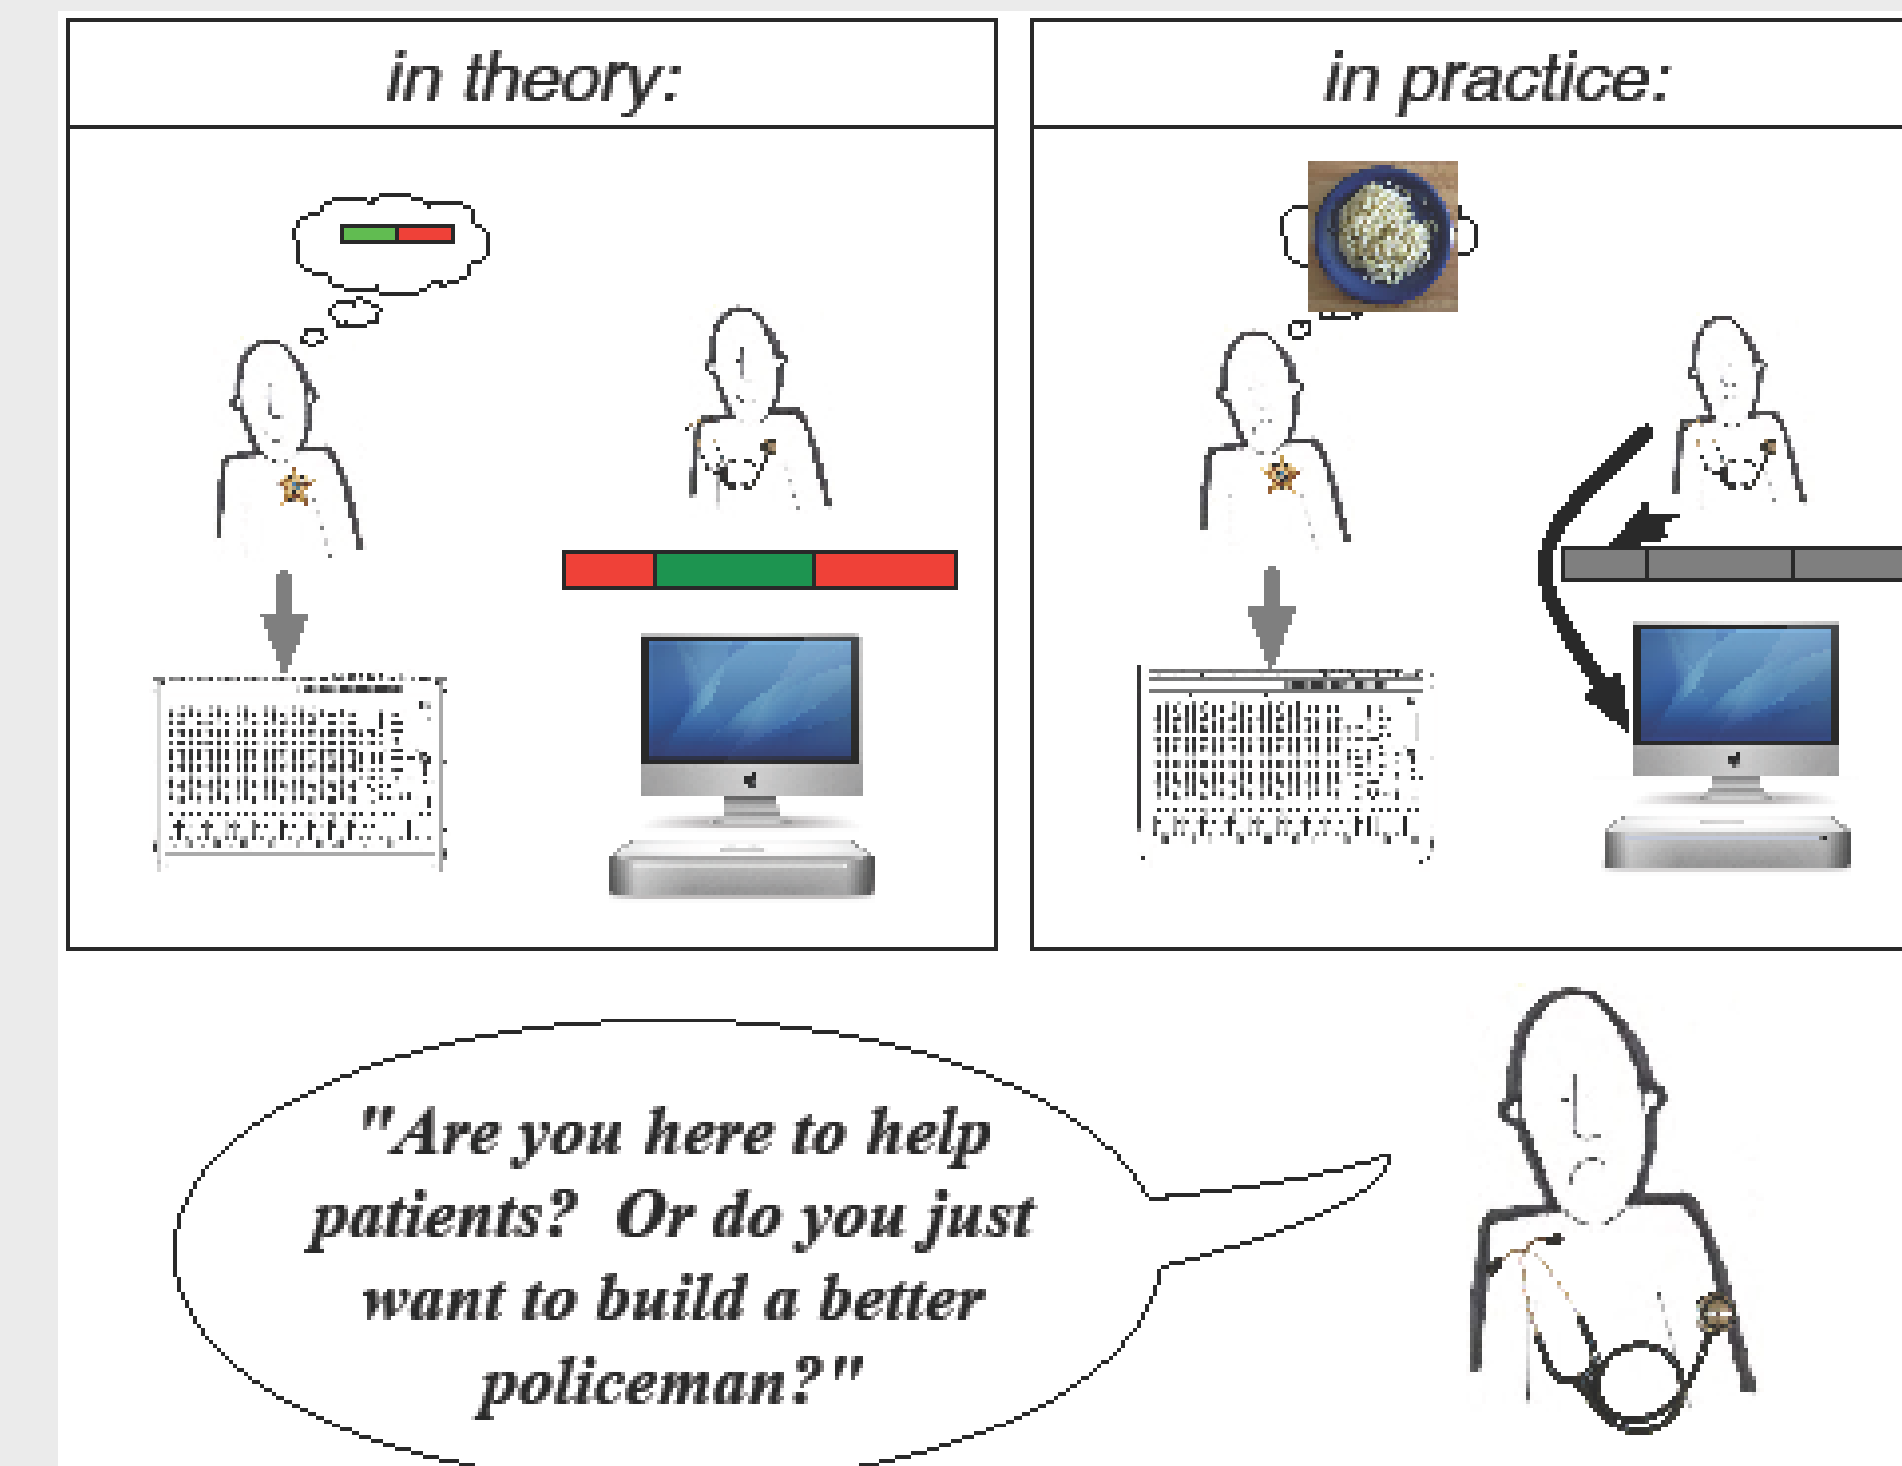 in theory:
in practice:
"Are you here to help
patients? Or do you just
want to build a better
policeman?"